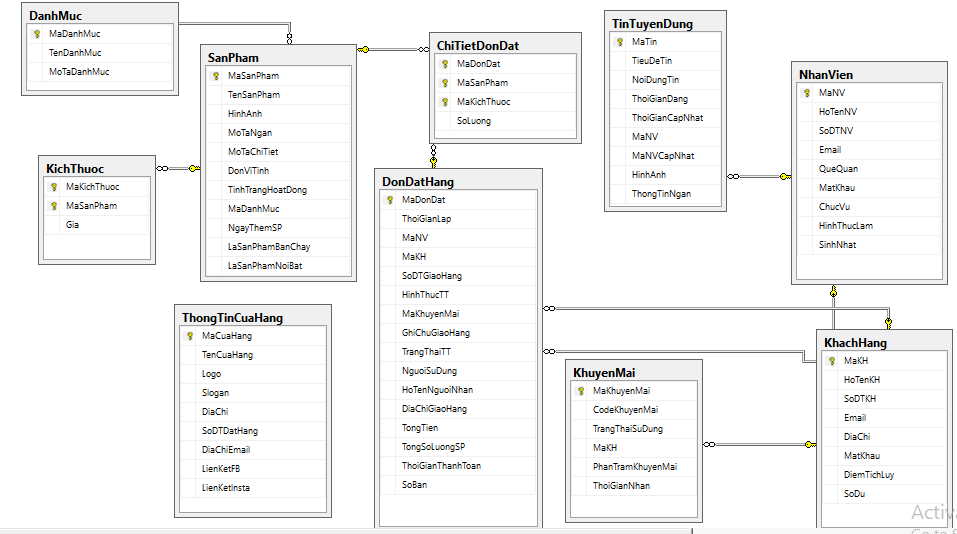 DanhMuc
MaDanhMuc
TenDanhMuc
MoTaDanhMuc
SanPham
MaSanPham
TenSanPham
HinhAnh
MoTaNgan
MoTaChiTiet
DonViTinh
TinhTrangHoatDong
MaDanhMuc
NgayThemSP
LaSanPhamBanChay
LaSanPhamNoiBat
ChiTietDonDat
MaDonDat
MaSanPham
MaKichThuoc
SoLuong
TinTuyenDung
MaTin
TieuDeTin
NoiDungTin
ThoiGianDang
ThoiGianCapNhat
MaNV
MaNVCapNhat
HinhAnh
ThongTinNgan
NhanVien
MaNV
HoTenNV
SoDTNV
Email
QueQuan
MatKhau
ChucVu
HinhThucLam
SinhNhat
KichThuoc
MaKichThuoc
MaSanPham
Gia
DonDatHang
MaDonDat
ThoiGianLap
MaNV
MaKH
SoDTGiaoHang
HinhThucTT
MaKhuyenMai
GhiChuGiaoHang
TrangThaiTT
NguoiSuDung
HoTenNguoiNhan
DiaChiGiaoHang
TongTien
TongSoLuongSP
ThoiGianThanhToan
SoBan
ThongTinCuaHang
MaCuaHang
TenCuaHang
Logo
Slogan
DiaChi
SoDTDatHang
DiaChiEmail
LienKetFB
LienKetInsta
KhuyenMai
MaKhuyenMai
CodeKhuyenMai
TrangThaiSuDung
MaKH
PhanTramKhuyenMai
ThoiGianNhan
KhachHang
MaKH
HoTenKH
SoDTKH
Email
DiaChi
MatKhau
DiemTichLuy
SoDu
Activ